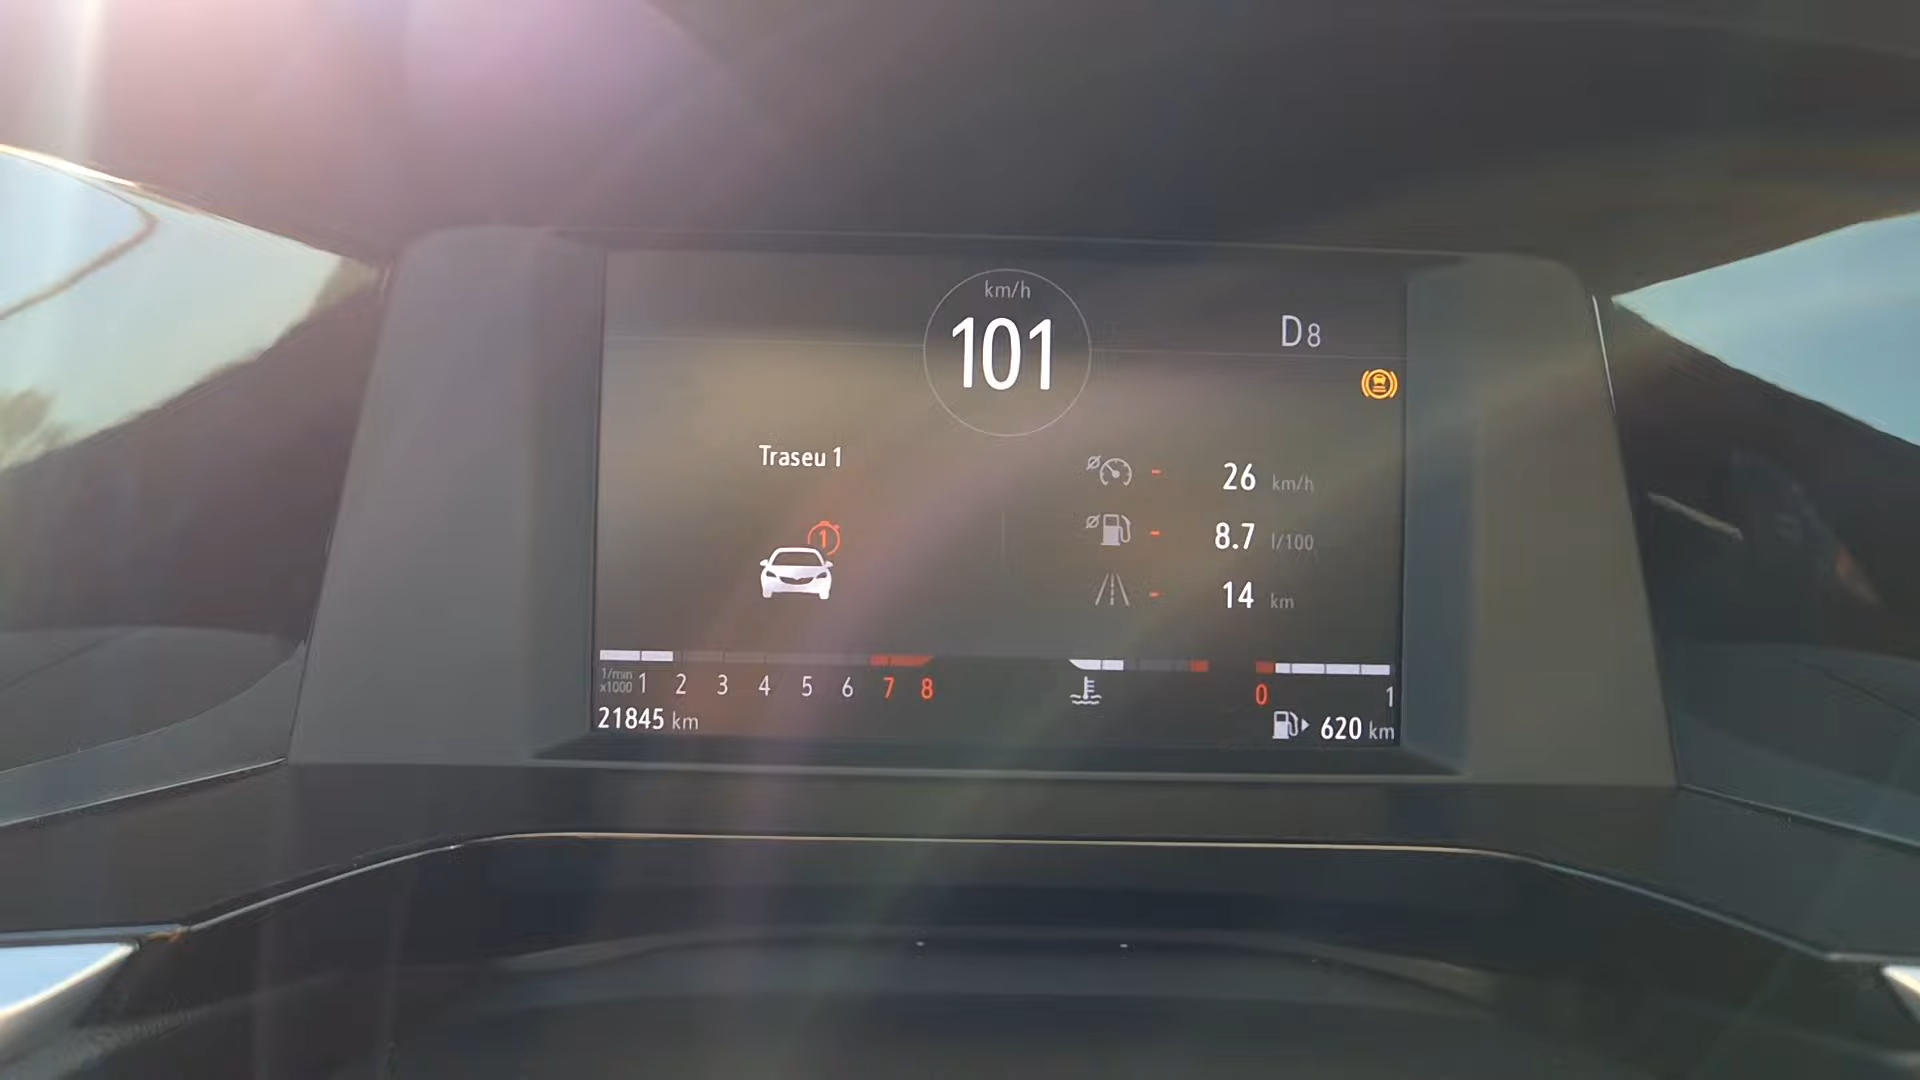 km/h
101
D8
Traseu 1
26 km/h
1
8.7 l/100
14 km
1/min
x1000 1 2 3 4 5 6 7 8
0 1
21845 km
620 km